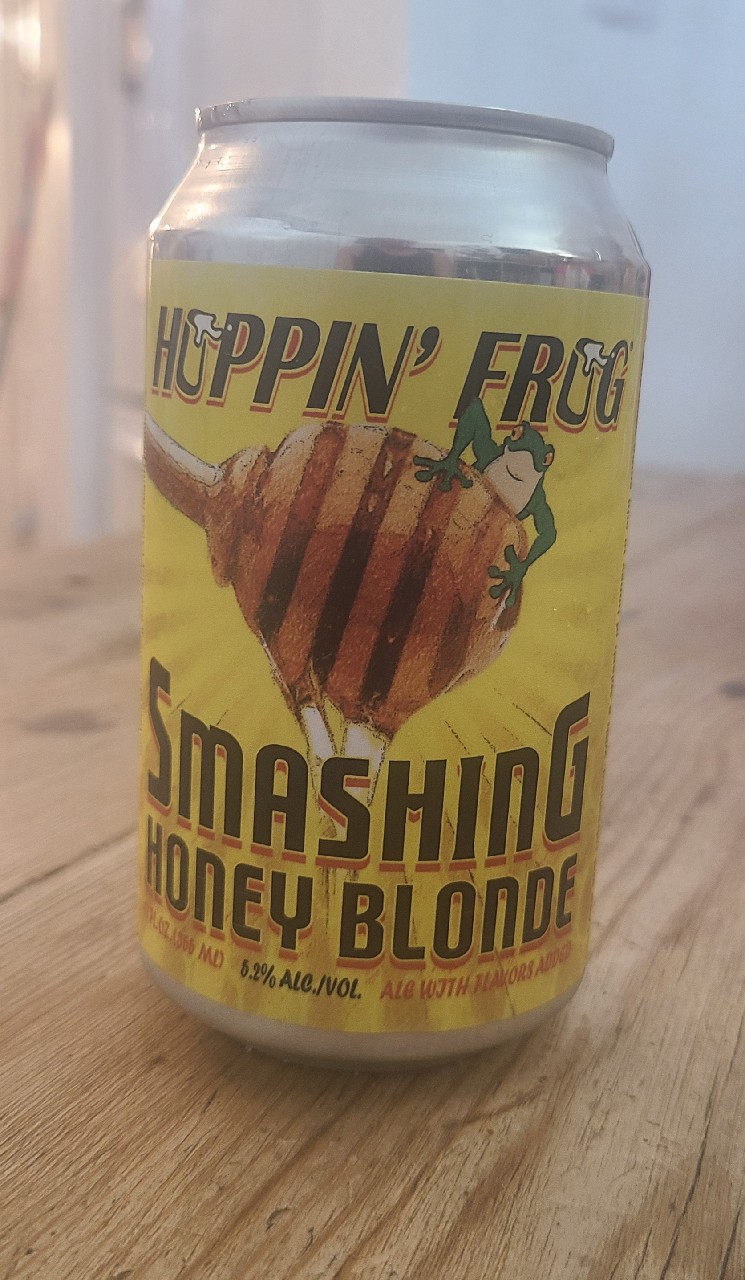 HOPPIN' FROG
SMASHING
HONEY BLONDE
5.2% ALC./VOL. ALE WITH FLAVORS ADDED